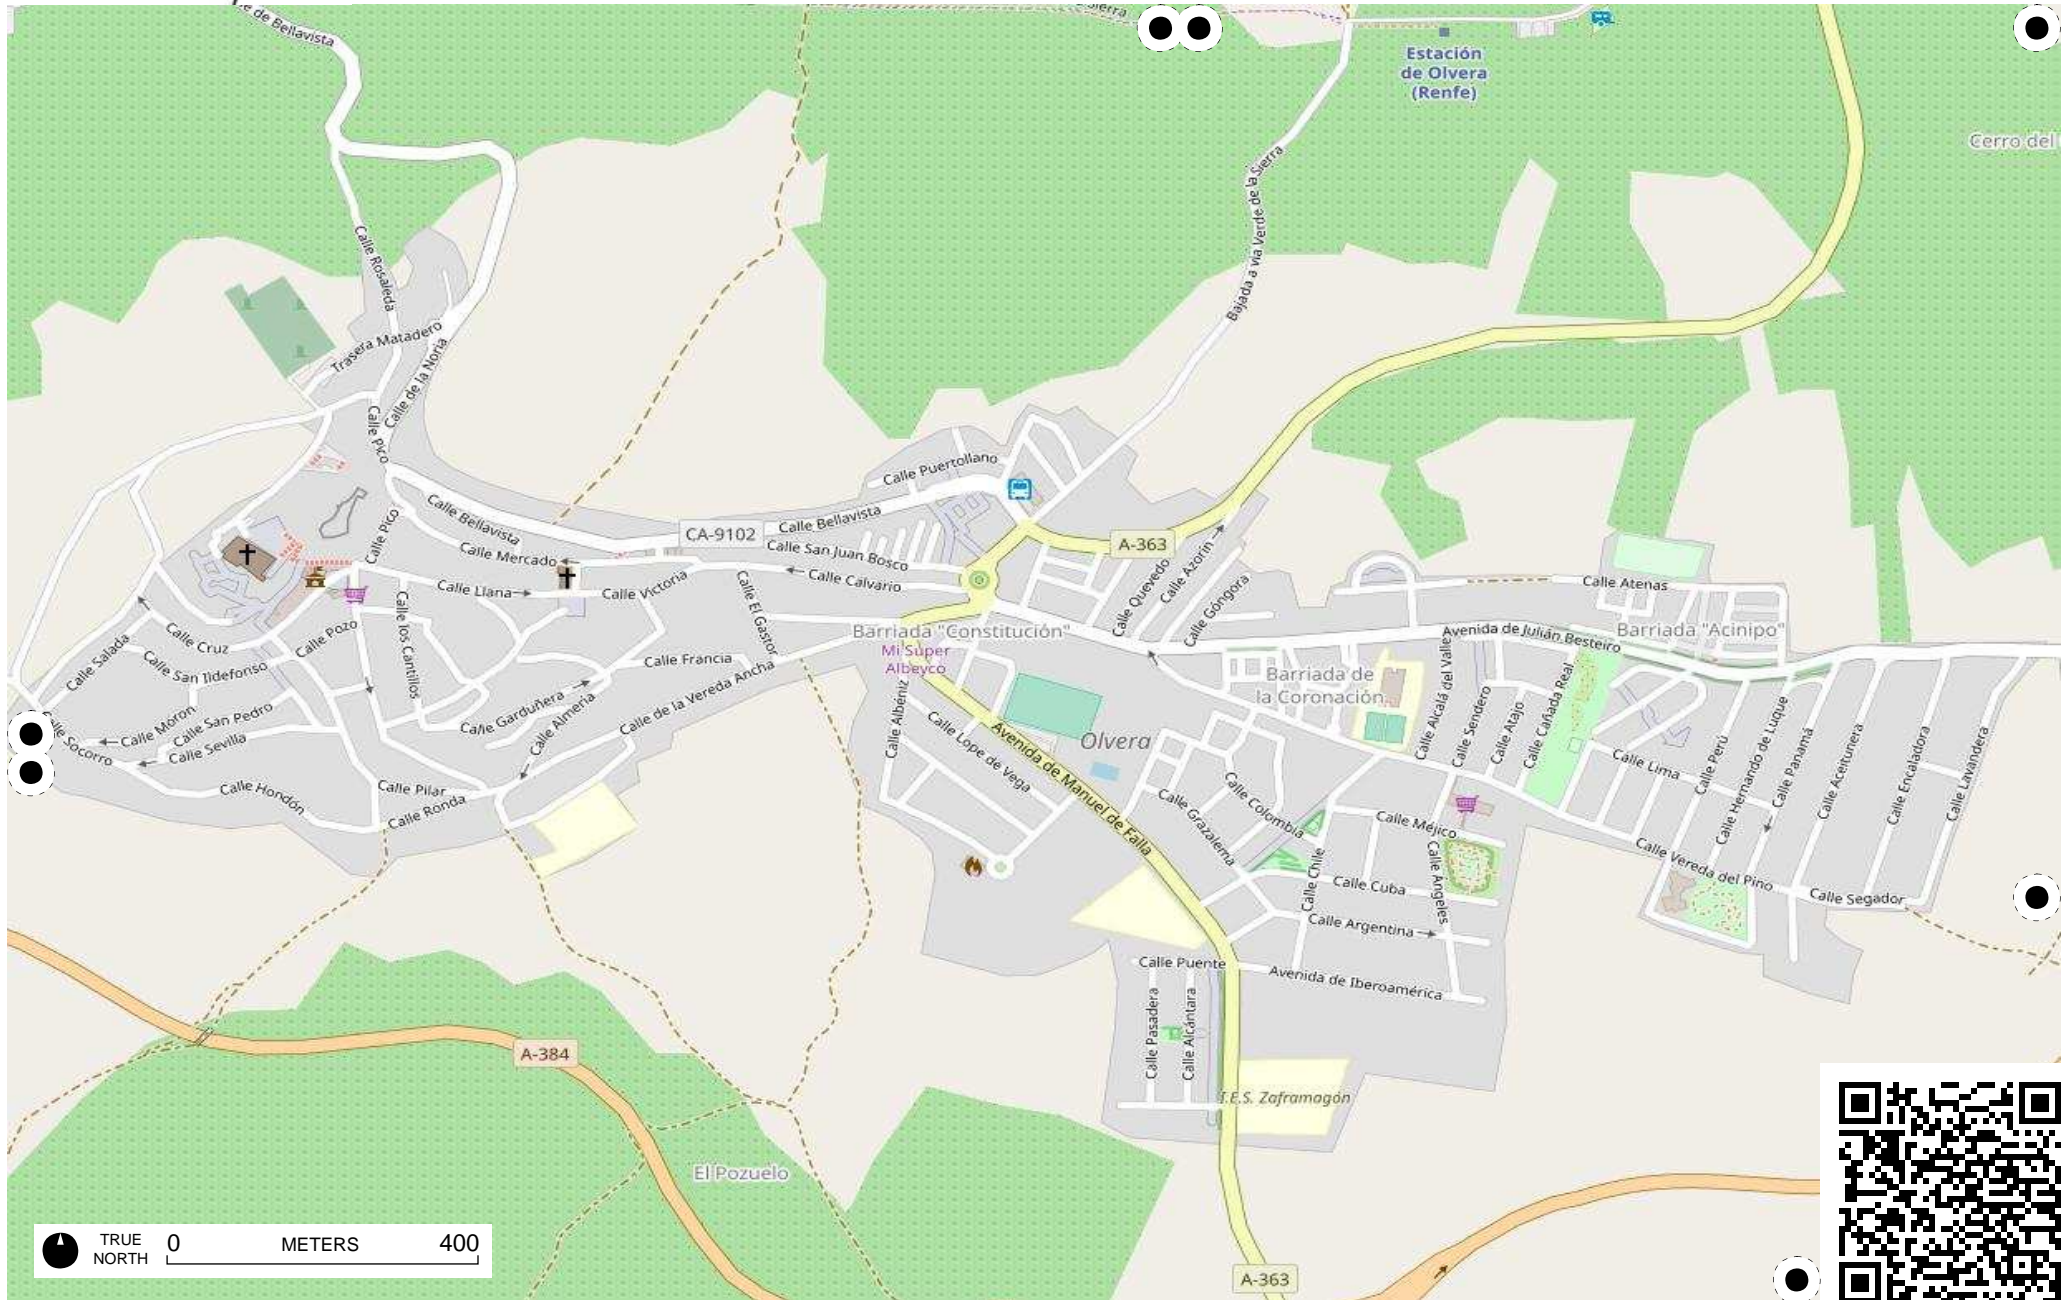 de Bellavista
Sierra
Estación
de Olvera
(Renfe)
Cerro del
Bajada a vía Verde de la Sierra
Calle Rosaleda
Trasera Matadero
Calle de la Noria
Calle Pico
Calle Puertollano
Calle Bellavista
CA-9102
Calle Bellavista
A-363
Calle Pico
Calle Mercado
Calle San Juan Bosco
Calle Calvario
Calle Llana
Calle Victoria
Calle El Gastor
Calle Quevedo
Calle Azorín
Calle Góngora
Calle Atenas
Calle los Cantillos
Calle Pozo
Calle Cruz
Calle Salada
Calle San Ildefonso
Calle Francia
Barriada "Constitución"
Mi Súper
Albeyco
Avenida de Julián Besteiro
Barriada "Acinipo"
Barriada de
la Coronación
Calle Alcalá del Valle
Calle Sendero
Calle Atajo
Calle Cañada Real
Calle Garduñera
Calle Almería
Calle de la Vereda Ancha
Calle Morón
Calle San Pedro
Calle Sevilla
Calle Socorro
Calle Hondón
Calle Pilar
Calle Ronda
Calle Albéniz
Calle Lope de Vega
Avenida de Manuel de Falla
Olvera
Calle Colombia
Calle Grazalema
Calle Lima
Calle Perú
Calle Hernando de Luque
Calle Panamá
Calle Aceitunera
Calle Encaladora
Calle Lavandera
Calle Méjico
Calle Chile
Calle Cuba
Calle Angeles
Calle Argentina
Calle Vereda del Pino
Calle Segador
Calle Puente
Avenida de Iberoamérica
Calle Pasadera
Calle Alcántara
I.E.S. Zaframagón
A-384
El Pozuelo
A-363
TRUE
NORTH
0 METERS 400